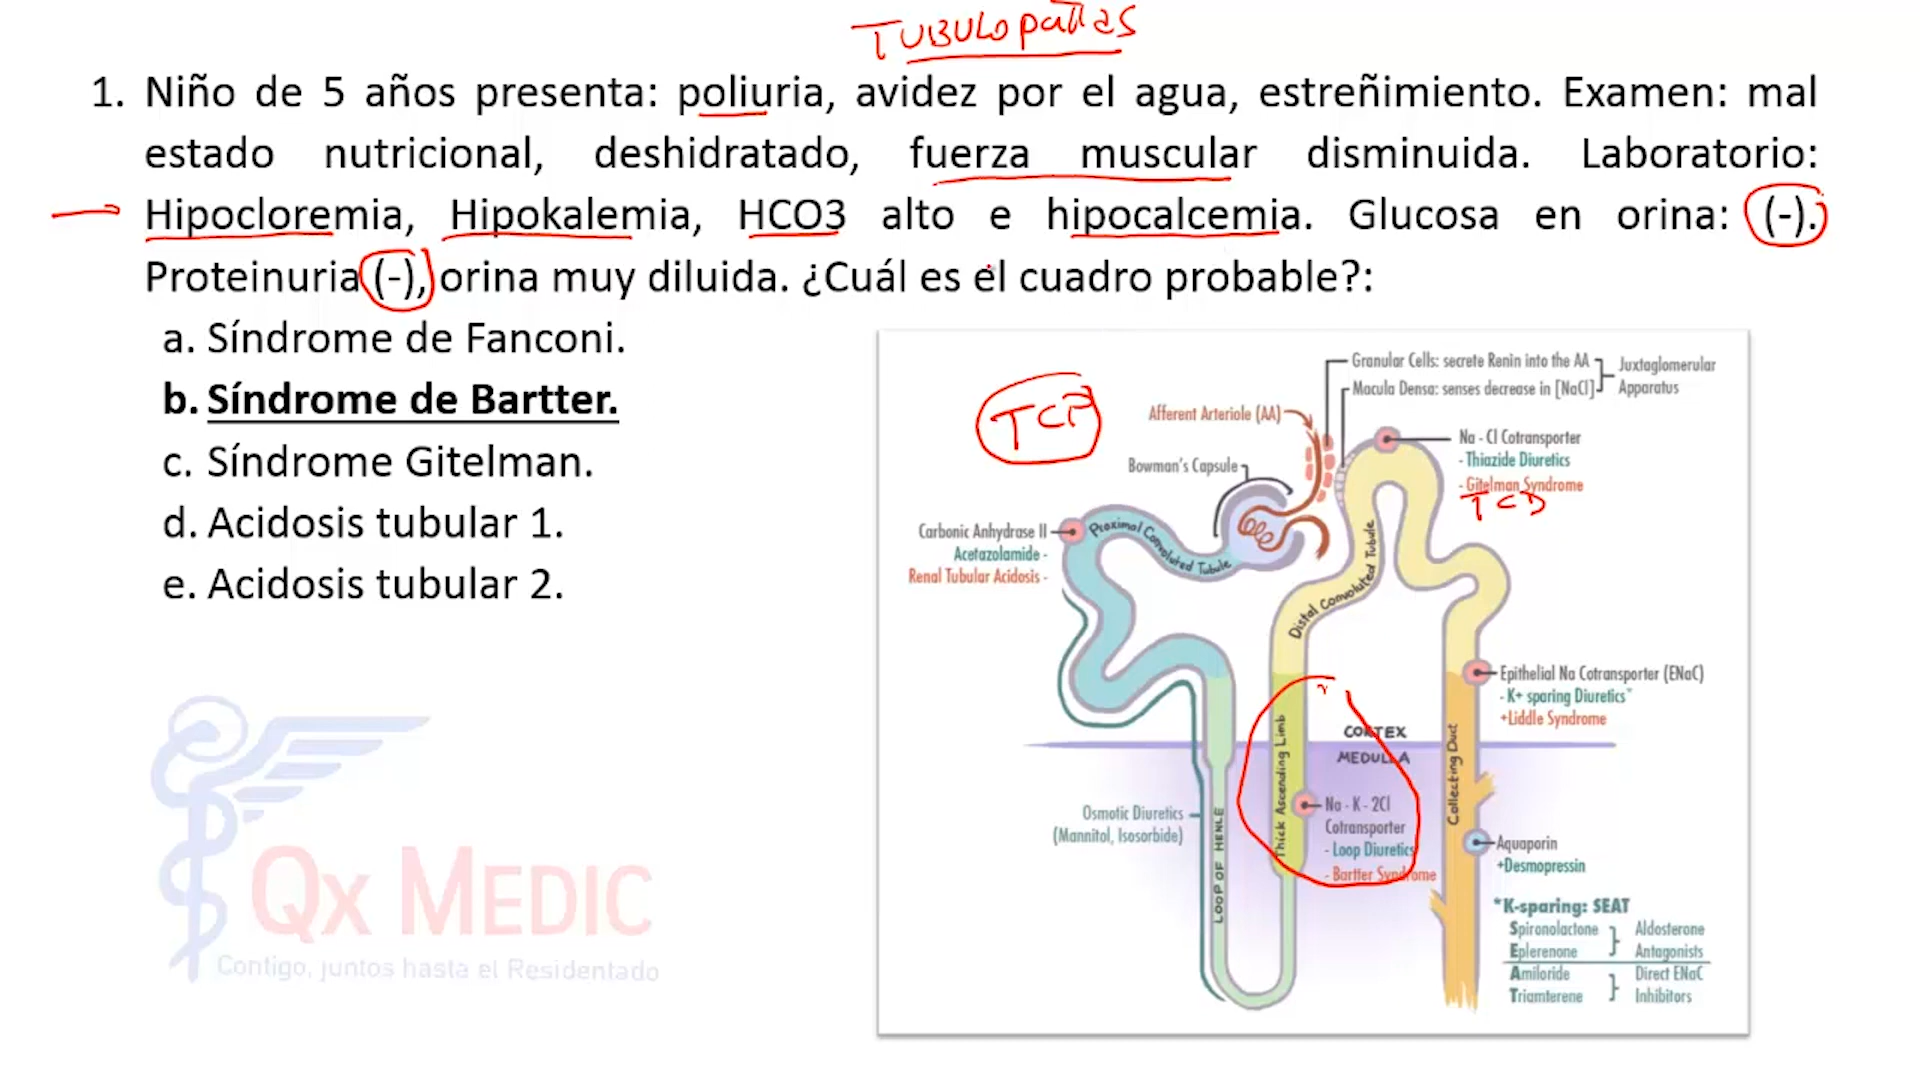 TUBULOpatías
1. Niño de 5 años presenta: poliuria, avidez por el agua, estreñimiento. Examen: mal
estado nutricional, deshidratado, fuerza muscular disminuida. Laboratorio:
Hipocloremia, Hipokalemia, HCO3 alto e hipocalcemia. Glucosa en orina: (-).
Proteinuria (-), orina muy diluida. ¿Cuál es el cuadro probable?:
a. Síndrome de Fanconi.
b. Síndrome de Bartter.
c. Síndrome Gitelman.
d. Acidosis tubular 1.
e. Acidosis tubular 2.
TCP
Granular Cells: secrete Renin into the AA
Macula Densa: senses decrease in [NaCl]
Juxtaglomerular
Apparatus
Afferent Arteriole (AA)
Bowman's Capsule
Na - Cl Cotransporter
- Thiazide Diuretics
- Gitelman Syndrome
TCD
Carbonic Anhydrase II
Acetazolamide -
Renal Tubular Acidosis -
Proximal Convoluted Tubule
Distal Convoluted Tubule
Epithelial Na Cotransporter (ENaC)
- K+ sparing Diuretics*
+Liddle Syndrome
CORTEX
MEDULLA
Thick Ascending Limb
Collecting Duct
Na - K - 2Cl
Cotransporter
- Loop Diuretics
- Bartter Syndrome
Osmotic Diuretics
(Mannitol, Isosorbide)
LOOP OF HENLE
Aquaporin
+Desmopressin
*K-sparing: SEAT
Spironolactone
Eplerenone
Aldosterone
Antagonists
Amiloride
Triamterene
Direct ENaC
Inhibitors
Qx MEDIC
Contigo, juntos hasta el Residentado